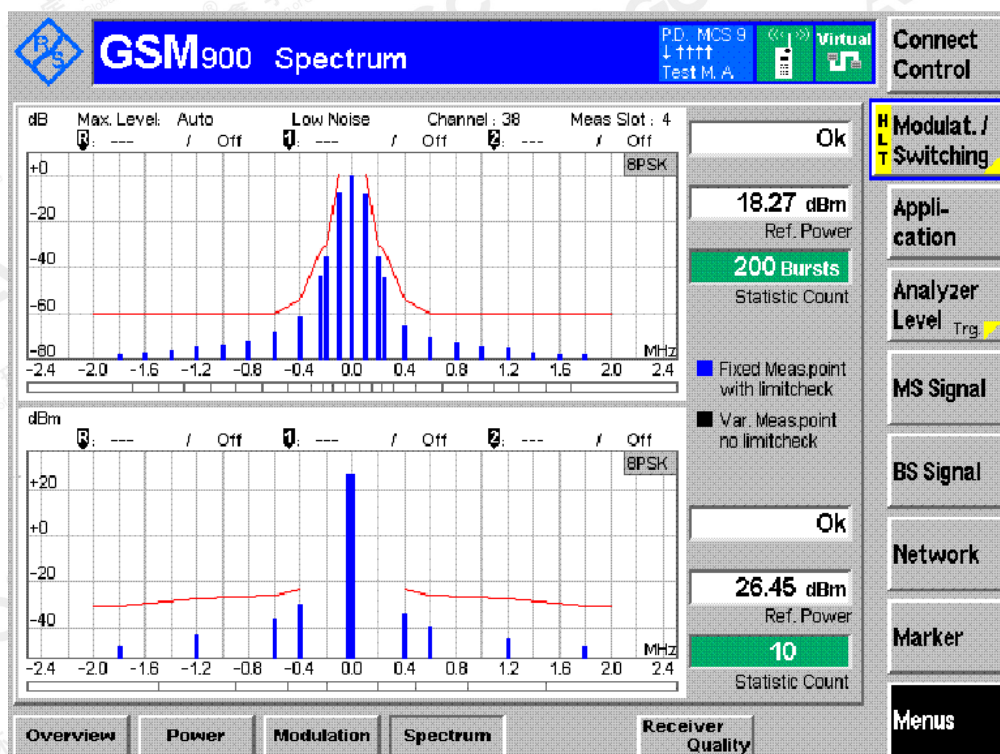 R S
GSM900 Spectrum
P.D. MCS 9
↓ ↑↑↑↑
Test M. A
Virtual
Connect Control
dB Max. Level: Auto Low Noise Channel : 38 Meas Slot : 4
R : --- / Off 1 : --- / Off 2 : --- / Off
8PSK
+0
-20
-40
-60
-80
MHz
-2.4 -2.0 -1.6 -1.2 -0.8 -0.4 0.0 0.4 0.8 1.2 1.6 2.0 2.4
Ok
18.27 dBm
Ref. Power
200 Bursts
Statistic Count
Fixed Meas.point
with limitcheck
Var. Meas.point
no limitcheck
dBm
R : --- / Off 1 : --- / Off 2 : --- / Off
8PSK
+20
+0
-20
-40
MHz
-2.4 -2.0 -1.6 -1.2 -0.8 -0.4 0.0 0.4 0.8 1.2 1.6 2.0 2.4
Ok
26.45 dBm
Ref. Power
10
Statistic Count
HLT
Modulat. /
Switching
Appli-
cation
Analyzer
Level Trg.
MS Signal
BS Signal
Network
Marker
Menus
Overview Power Modulation Spectrum Receiver
Quality